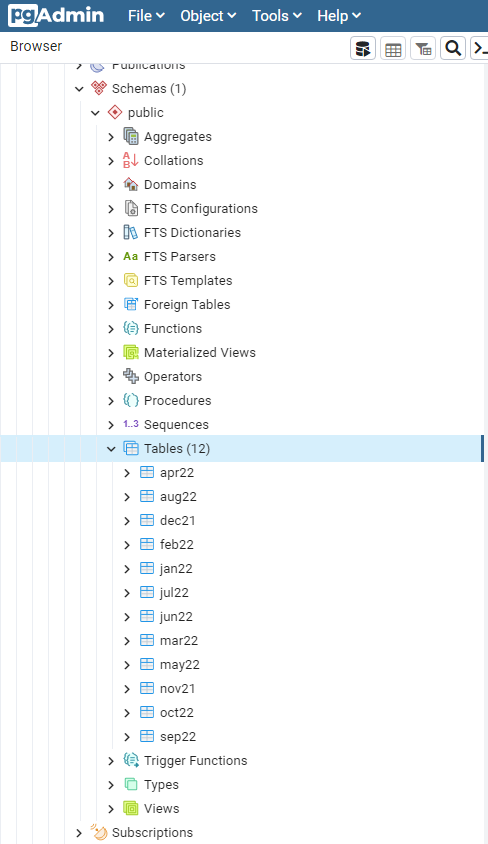 pgAdmin File Object Tools Help
Browser
Publications
Schemas (1)
public
Aggregates
Collations
Domains
FTS Configurations
FTS Dictionaries
Aa FTS Parsers
FTS Templates
Foreign Tables
Functions
Materialized Views
Operators
Procedures
1..3 Sequences
Tables (12)
apr22
aug22
dec21
feb22
jan22
jul22
jun22
mar22
may22
nov21
oct22
sep22
Trigger Functions
Types
Views
Subscriptions